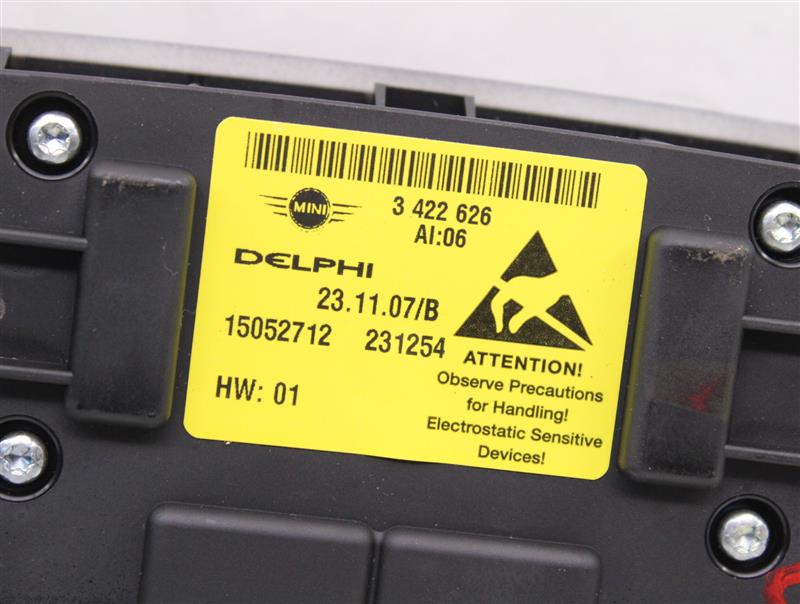 MINI
3 422 626
AI:06
DELPHI
23.11.07/B
15052712 231254
HW: 01
ATTENTION!
Observe Precautions
for Handling!
Electrostatic Sensitive
Devices!